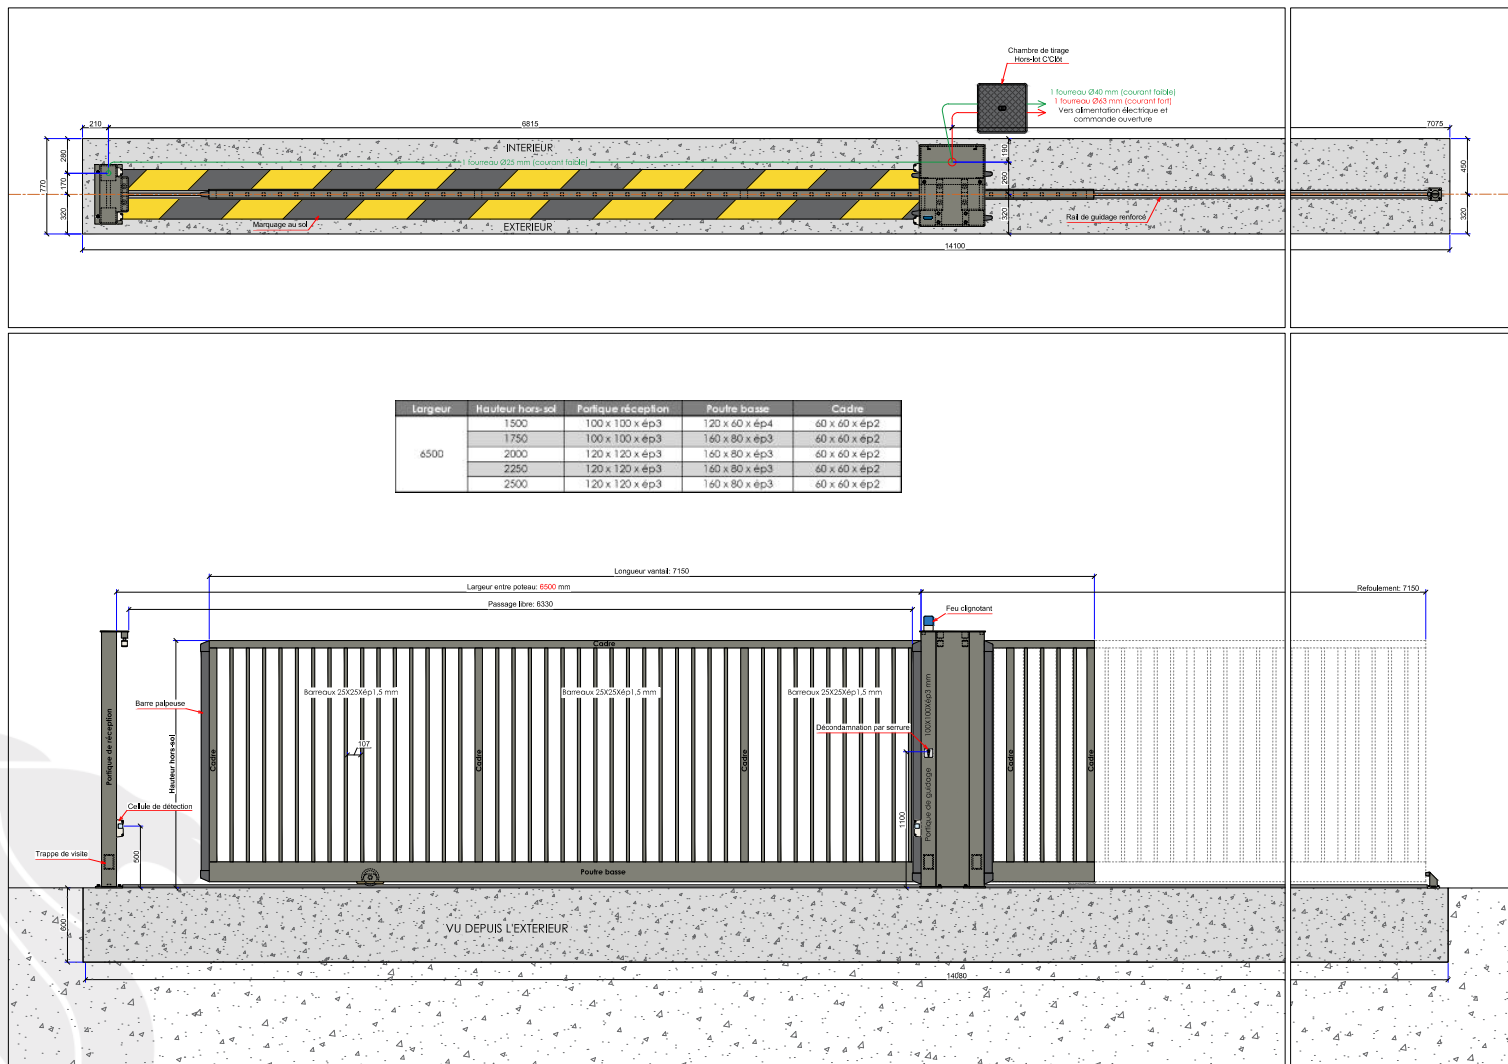 Chambre de tirage
Hors-lot C'Clôt
1 fourreau Ø40 mm (courant faible)
1 fourreau Ø63 mm (courant fort)
Vers alimentation électrique et
commande ouverture
210
6815
7075
INTERIEUR
1 fourreau Ø25 mm (courant faible)
280
170
320
770
190
260
320
490
320
Marquage au sol
EXTERIEUR
Rail de guidage renforcé
14100
Largeur Hauteur hors-sol Portique réception Poutre basse Cadre
6500
1500 100 x 100 x ép3 120 x 60 x ép4 60 x 60 x ép2
1750 100 x 100 x ép3 160 x 80 x ép3 60 x 60 x ép2
2000 120 x 120 x ép3 160 x 80 x ép3 60 x 60 x ép2
2250 120 x 120 x ép3 160 x 80 x ép3 60 x 60 x ép2
2500 120 x 120 x ép3 160 x 80 x ép3 60 x 60 x ép2
Longueur vantail: 7150
Largeur entre poteau: 6500 mm
Refoulement: 7150
Passage libre: 6330
Feu clignotant
Cadre
Barreaux 25X25Xép1,5 mm
Barreaux 25X25Xép1,5 mm
Barreaux 25X25Xép1,5 mm
Barre palpeuse
Décondamnation par serrure
100X100Xép3 mm
Portique de guidage
Portique de réception
Hauteur hors-sol
107
Cadre
Cadre
Cadre
Cadre
Cadre
Cellule de détection
1100
500
Trappe de visite
Poutre basse
600
VU DEPUIS L'EXTERIEUR
14080